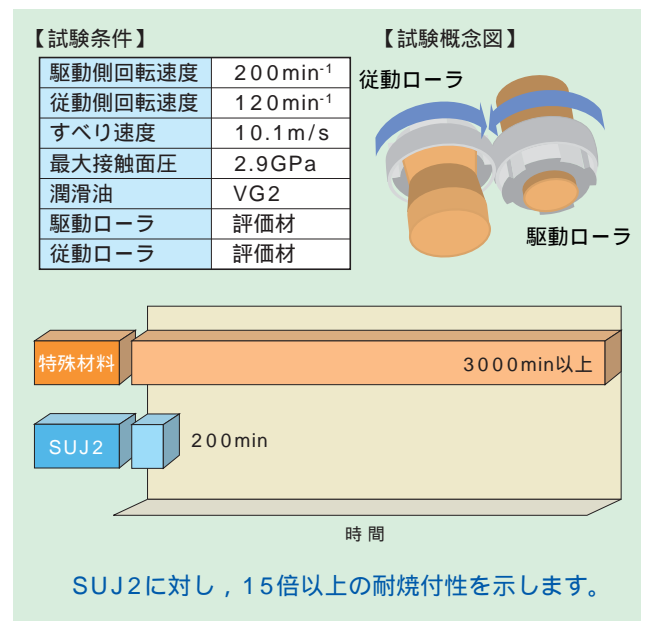 【試験条件】
【試験概念図】
駆動側回転速度 200min-1
従動側回転速度 120min-1
すべり速度 10.1m/s
最大接触面圧 2.9GPa
潤滑油 VG2
駆動ローラ 評価材
従動ローラ 評価材
従動ローラ
駆動ローラ
特殊材料 3000min以上
SUJ2 200min
時間
SUJ2に対し，15倍以上の耐焼付性を示します。